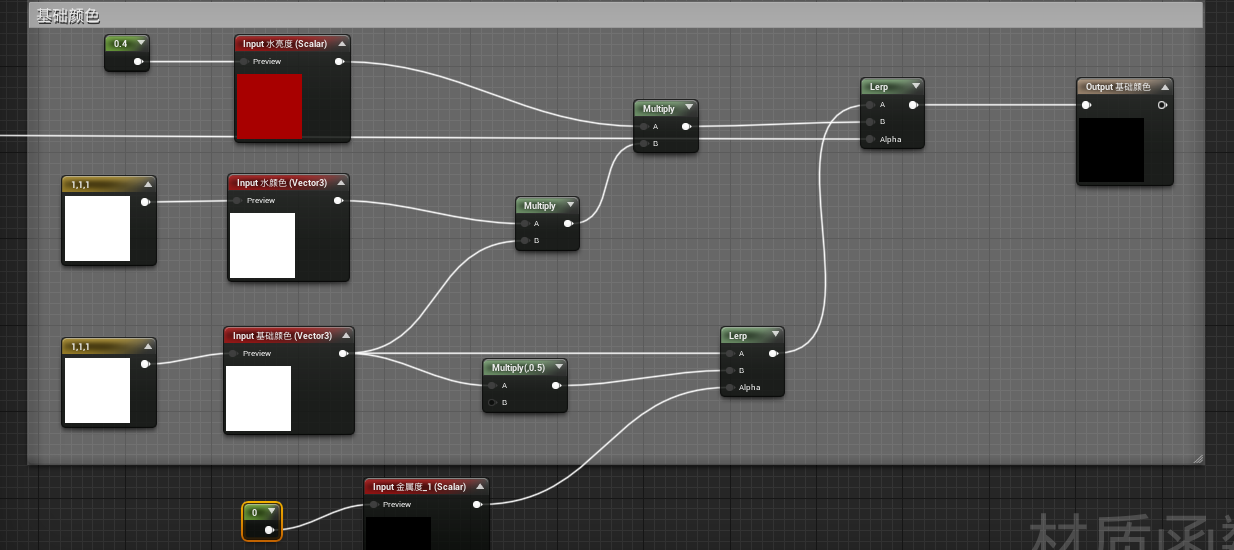 基础颜色
0.4
Input 水亮度 (Scalar)
Preview
Multiply
A
B
Lerp
A
B
Alpha
Output 基础颜色
1,1,1
Input 水颜色 (Vector3)
Preview
Multiply
A
B
1,1,1
Input 基础颜色 (Vector3)
Preview
Multiply(,0.5)
A
B
Lerp
A
B
Alpha
0
Input 金属度_1 (Scalar)
Preview
材质函数